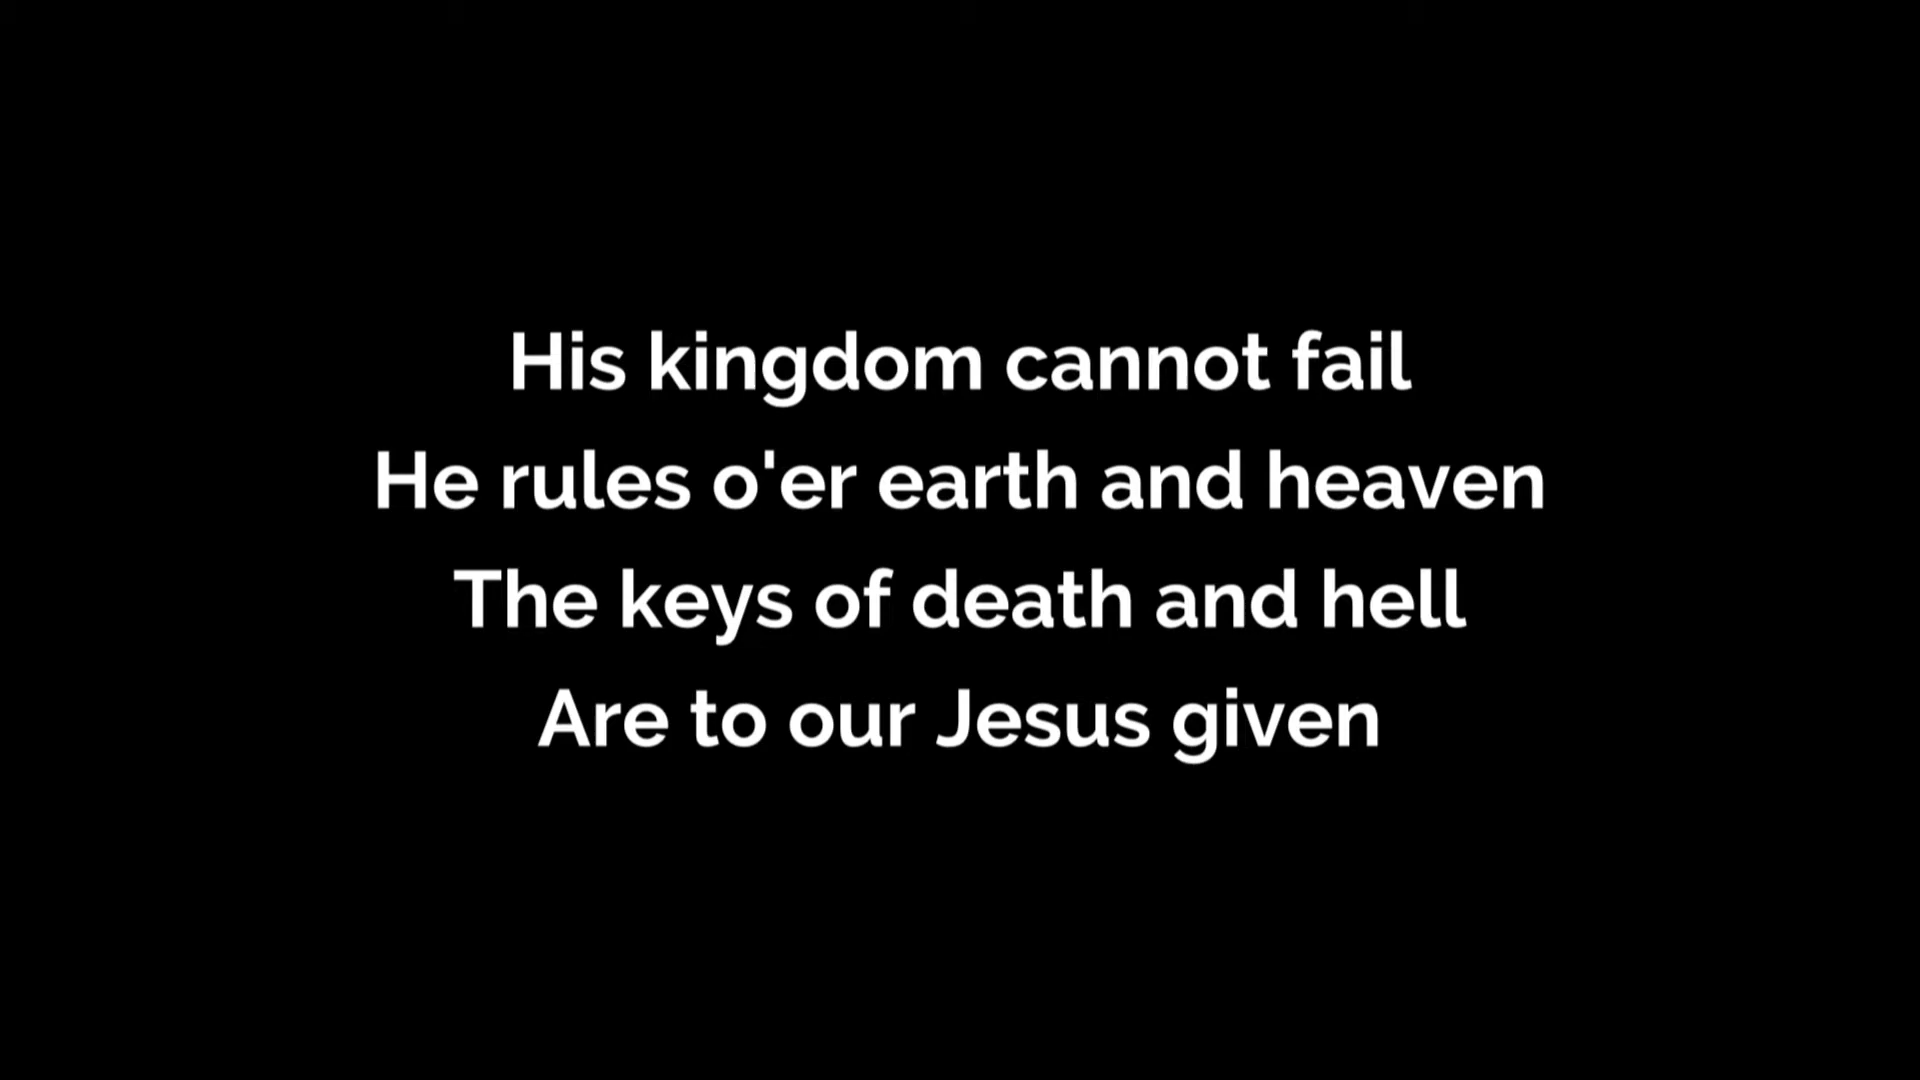 His kingdom cannot fail
He rules o'er earth and heaven
The keys of death and hell
Are to our Jesus given